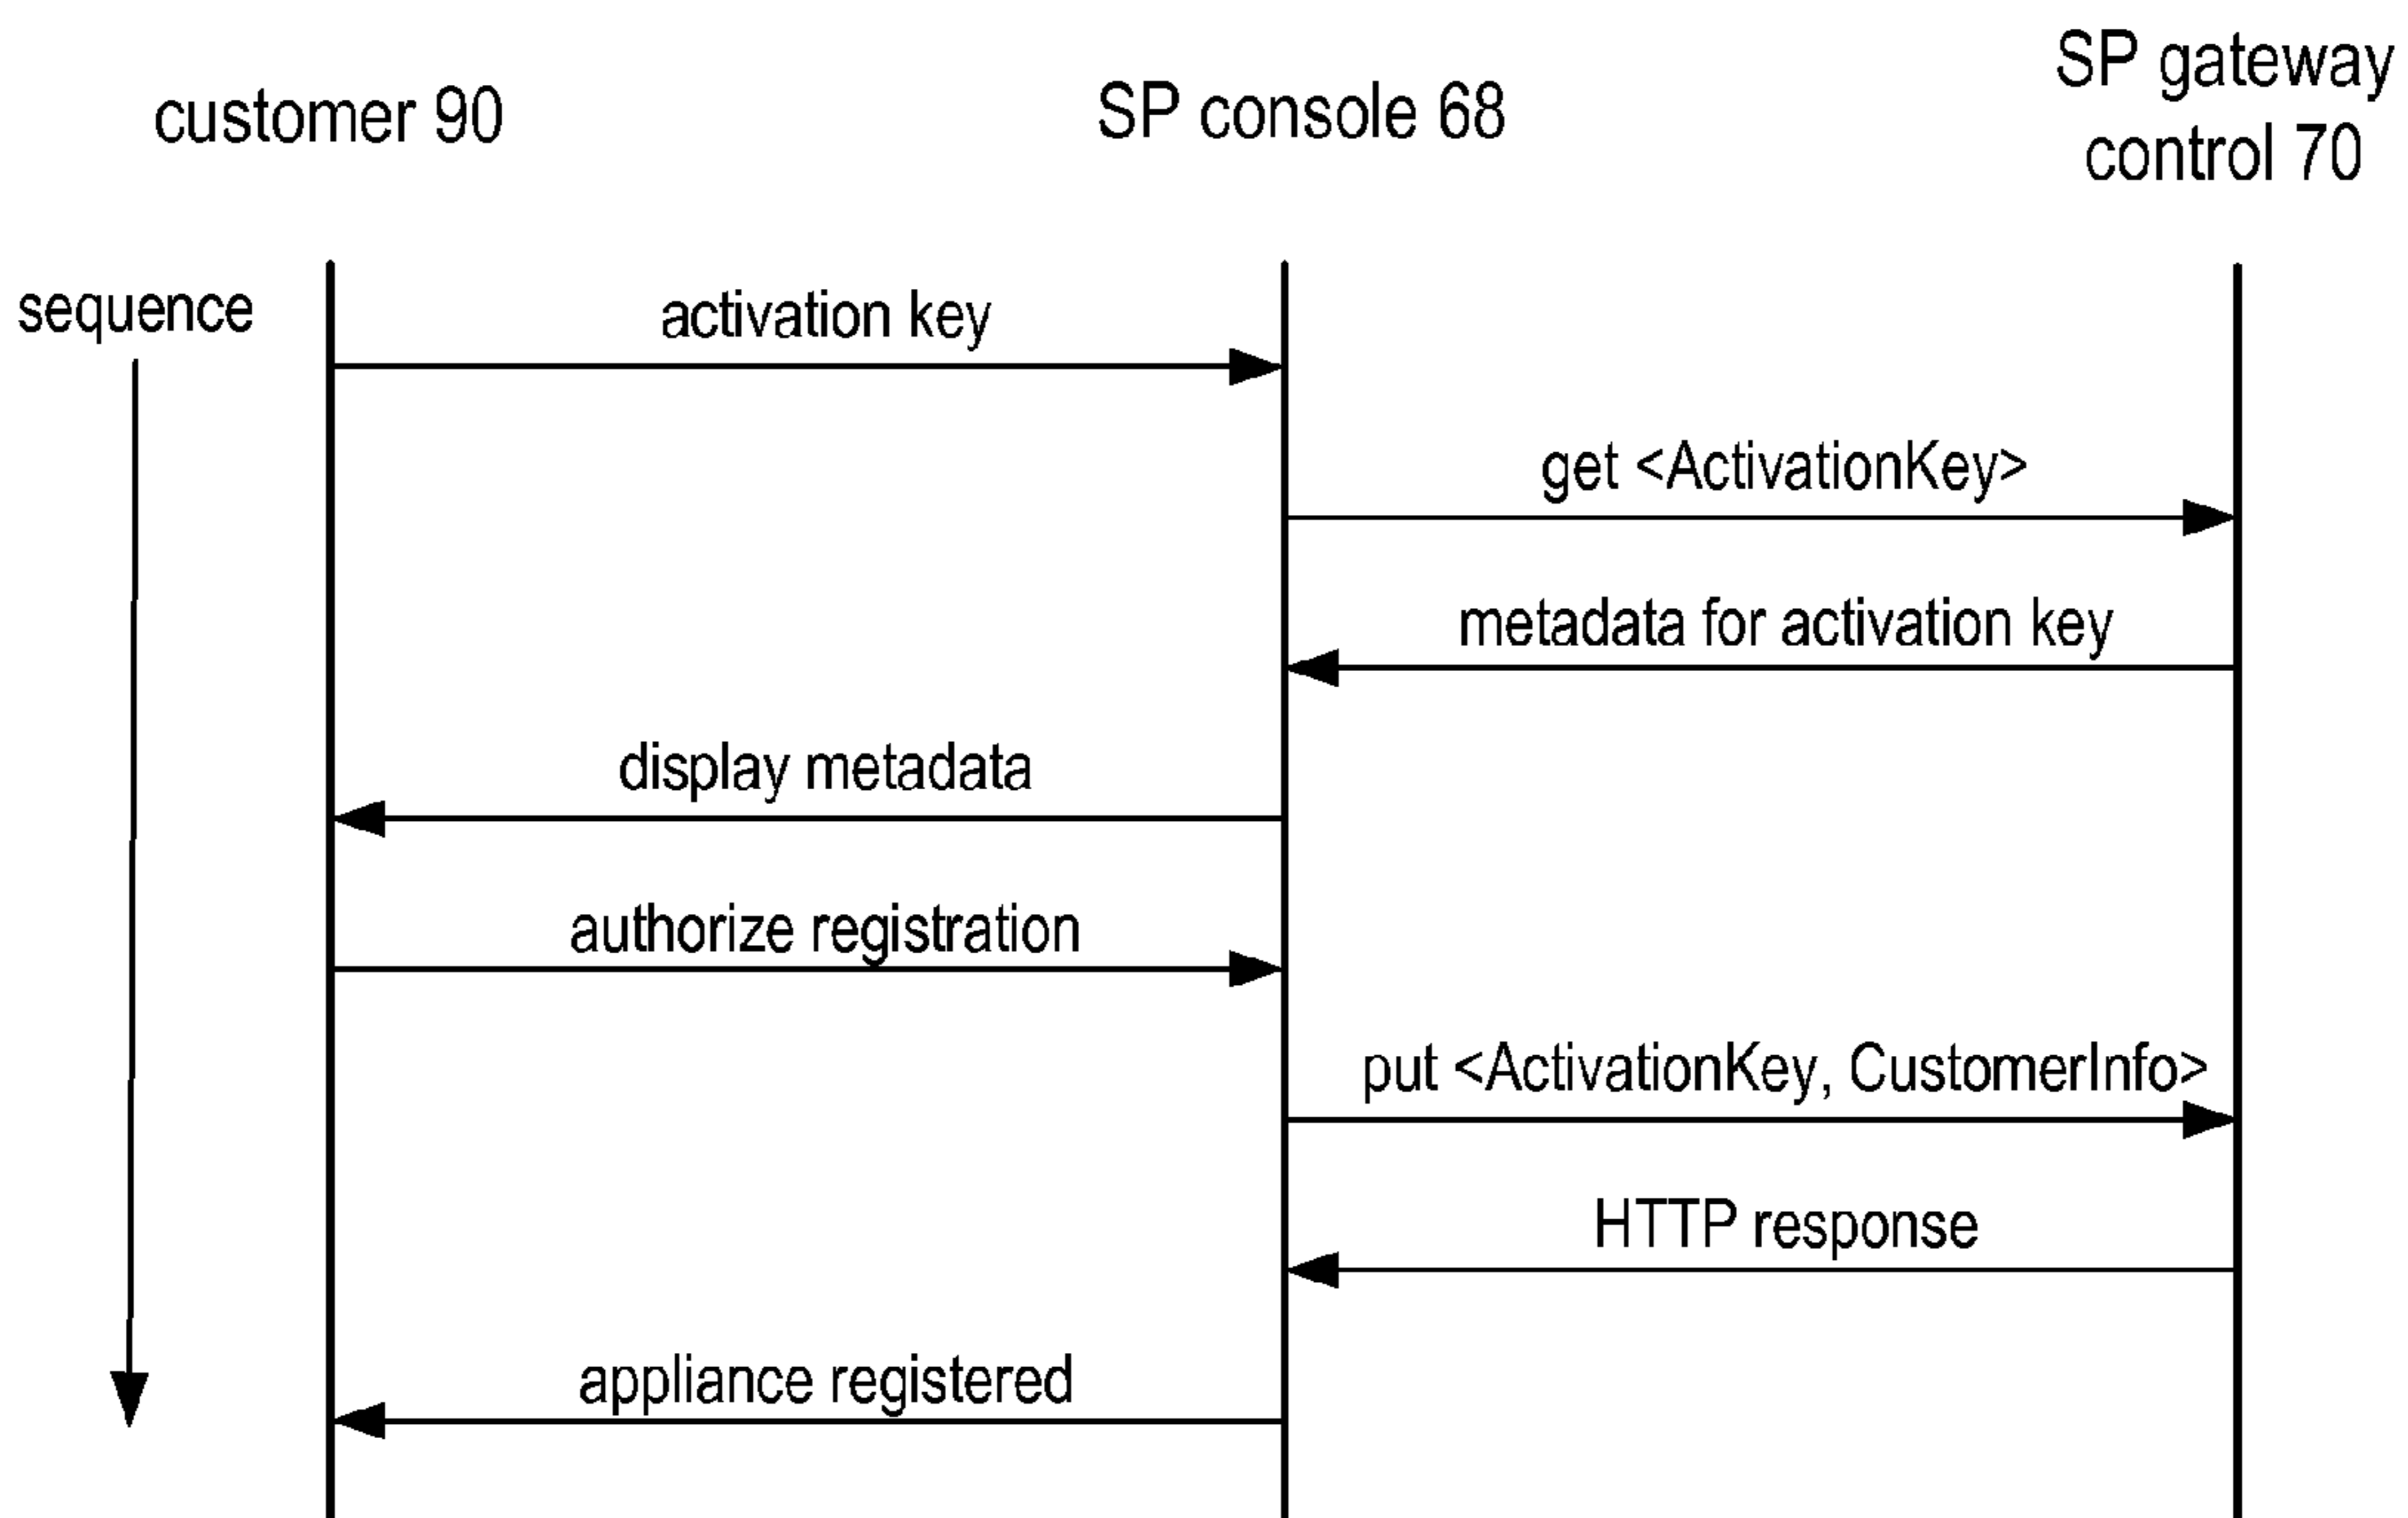 customer 90
SP console 68
SP gateway
control 70
sequence
activation key
get <ActivationKey>
metadata for activation key
display metadata
authorize registration
put <ActivationKey, CustomerInfo>
HTTP response
appliance registered